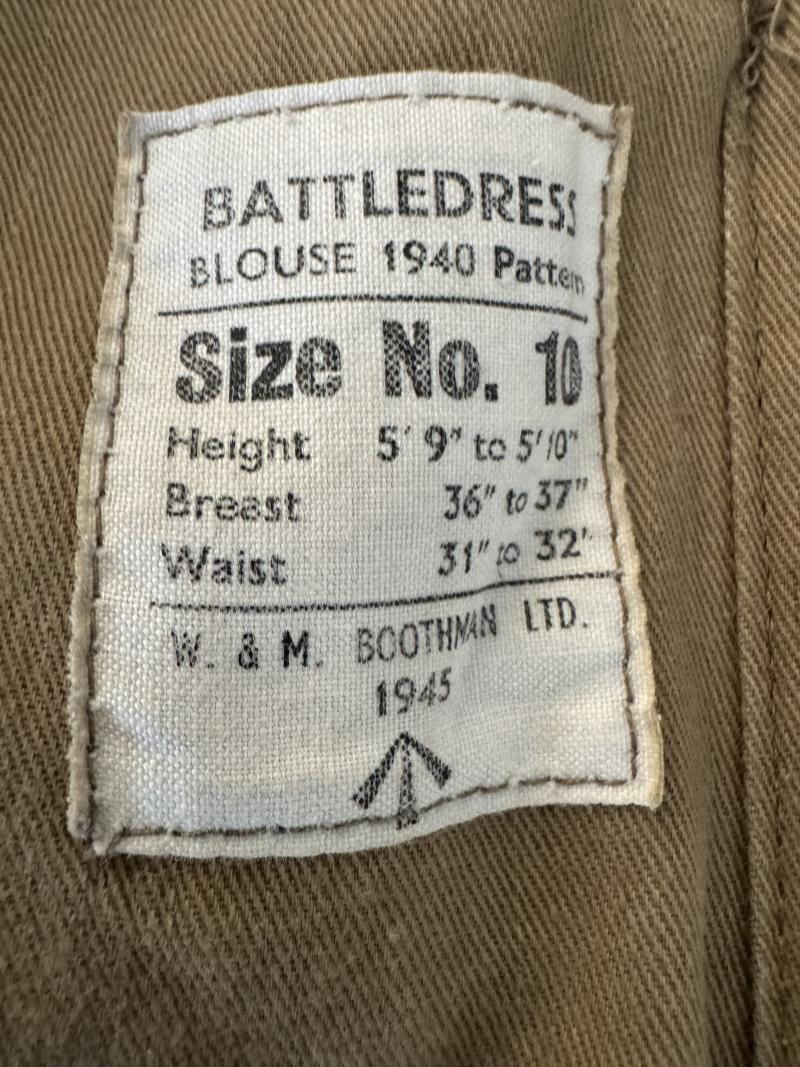 BATTLEDRESS
BLOUSE 1940 Pattern
Size No. 10
Height 5' 9" to 5'10"
Breast 36" to 37"
Waist 31" to 32"
W. & M. BOOTHMAN LTD.
1945